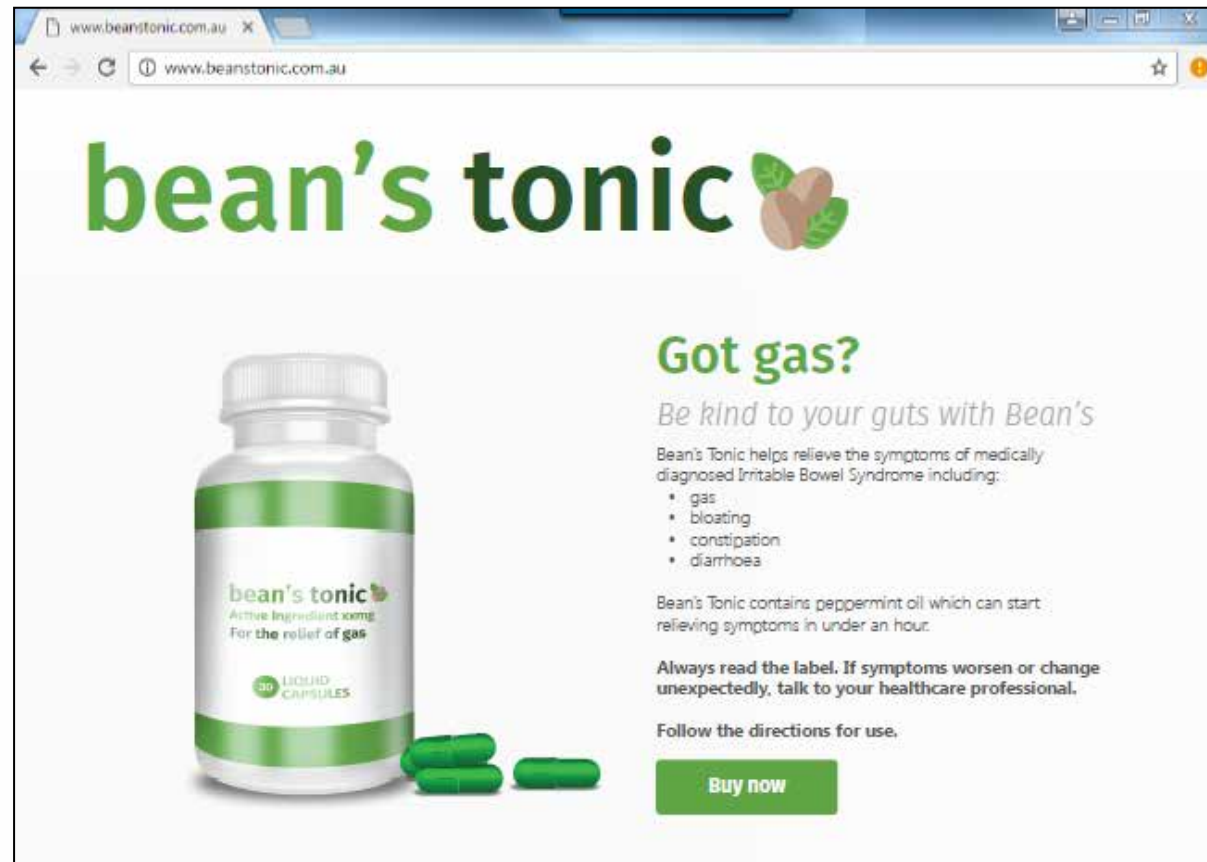 www.beanstonic.com.au
www.beanstonic.com.au
bean's tonic
Got gas?
Be kind to your guts with Bean's
Bean's Tonic helps relieve the symptoms of medically
diagnosed Irritable Bowel Syndrome including:
• gas
• bloating
• constipation
• diarrhoea
Bean's Tonic contains peppermint oil which can start
relieving symptoms in under an hour.
Always read the label. If symptoms worsen or change
unexpectedly, talk to your healthcare professional.
Follow the directions for use.
Buy now
bean's tonic
Active Ingredient xxmg
For the relief of gas
30 LIQUID
CAPSULES